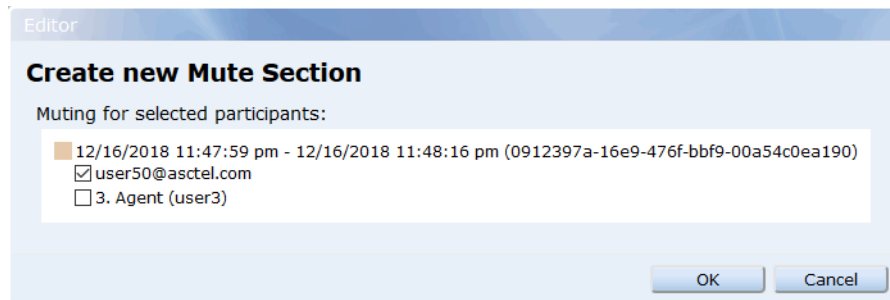 Editor
Create new Mute Section
Muting for selected participants:
12/16/2018 11:47:59 pm - 12/16/2018 11:48:16 pm (0912397a-16e9-476f-bbf9-00a54c0ea190)
user50@asctel.com
3. Agent (user3)
OK Cancel